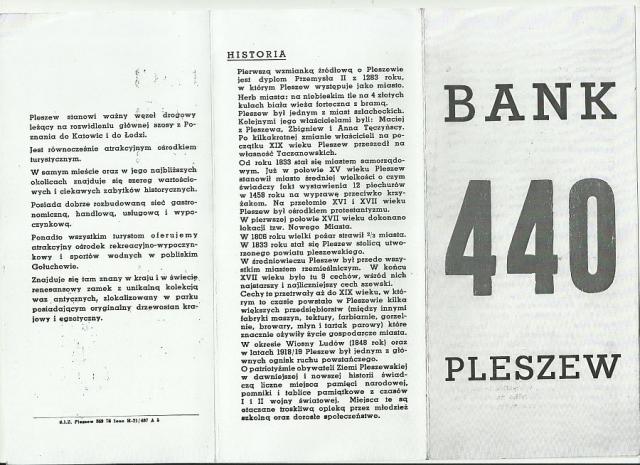 Pleszew stanowi ważny węzeł drogowy
leżący na rozwidleniu głównej szosy z Po-
znania do Katowic i do Łodzi.
Jest równocześnie atrakcyjnym ośrodkiem
turystycznym.
W samym mieście oraz w jego najbliższych
okolicach znajduje się szereg wartościo-
wych i ciekawych zabytków historycznych.
Posiada dobrze rozbudowaną sieć gastro-
nomiczną, handlową, usługową i wypo-
czynkową.
Ponadto wszystkim turystom oferujemy
atrakcyjny ośrodek rekreacyjno-wypoczyn-
kowy i sportów wodnych w pobliskim
Gołuchowie.
Znajduje się tam znany w kraju i w świecie
renesansowy zamek z unikalną kolekcją
waz antycznych, zlokalizowany w parku
posiadającym oryginalny drzewostan kra-
jowy i egzotyczny.
Pleszew 569 76 1000 M-21/487 A 5
HISTORIA
Pierwszą wzmianką źródłową o Pleszewie
jest dyplom Przemysła II z 1283 roku,
w którym Pleszew występuje jako miasto.
Herb miasta: na niebieskim tle na 4 złotych
kulach biała wieża forteczna z bramą.
Pleszew był jednym z miast szlacheckich.
Kolejnymi jego właścicielami byli: Maciej
z Pleszewa, Zbigniew i Anna Tęczyńscy.
Po kilkakrotnej zmianie właścicieli na po-
czątku XIX wieku Pleszew przeszedł na
własność Taczanowskich.
Od roku 1833 stał się miastem samorządo-
wym. Już w połowie XV wieku Pleszew
stanowił miasto średniej wielkości o czym
świadczy fakt wystawienia 12 piechurów
w 1458 roku na wyprawę przeciwko krzy-
żakom. Na przełomie XVI i XVII wieku
Pleszew był ośrodkiem protestantyzmu.
W pierwszej połowie XVII wieku dokonano
lokacji tzw. Nowego Miasta.
W 1806 roku wielki pożar strawił ⅔ miasta.
W 1833 roku stał się Pleszew stolicą utwo-
rzonego powiatu pleszewskiego.
W średniowieczu Pleszew był przede wszy-
stkim miastem rzemieślniczym. W końcu
XVII wieku było tu 9 cechów, wśród nich
najstarszy i najliczniejszy cech szewski.
Cechy te przetrwały aż do XIX wieku, w któ-
rym to czasie powstało w Pleszewie kilka
większych przedsiębiorstw (między innymi
fabryki maszyn, tektury, farbiarnie, gorzel-
nie, browary, młyn i tartak parowy) które
znacznie ożywiły życie gospodarcze miasta.
W okresie Wiosny Ludów (1848 rok) oraz
w latach 1918/19 Pleszew był jednym z głó-
wnych ognisk ruchu powstańczego.
O patriotyźmie obywateli Ziemi Pleszewskiej
w dawniejszej i nowszej historii świad-
czą liczne miejsca pamięci narodowej,
pomniki i tablice pamiątkowe z czasów
I i II wojny światowej. Miejsca te są
otaczane troskliwą opieką przez młodzież
szkolną oraz dorosłe społeczeństwo.
BANK
440
PLESZEW